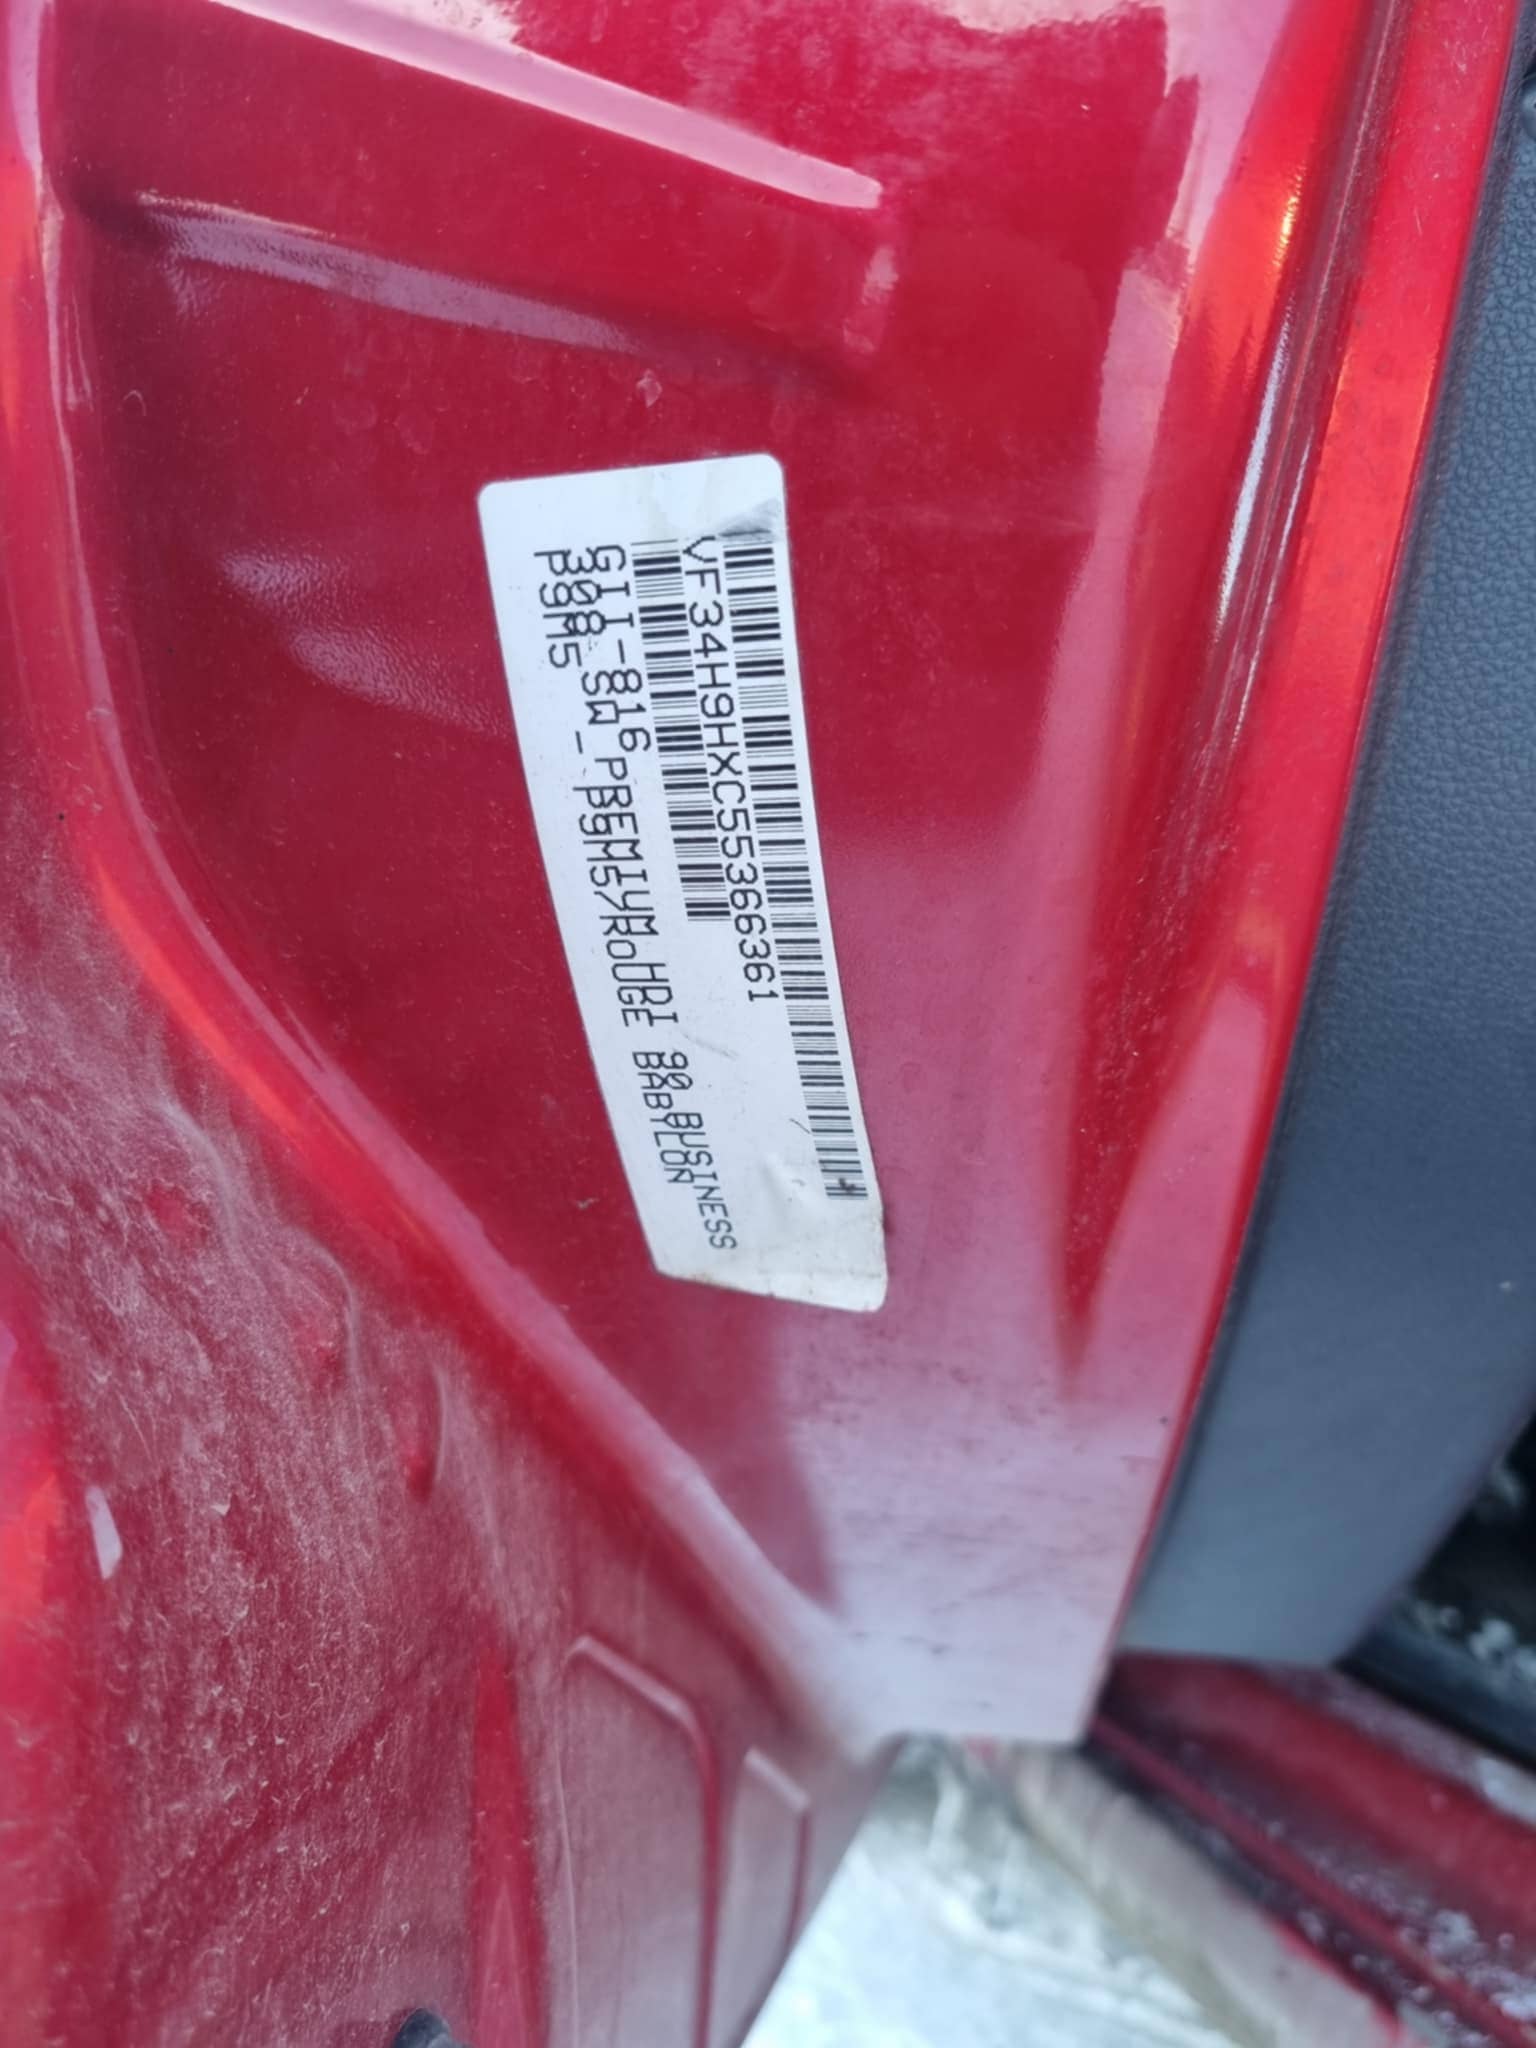 VF34H9HXC55366361
GII-816 PREMIUM HDI 90 BUSINESS
308 SW - P9M5/ROUGE BABYLON
P9M5